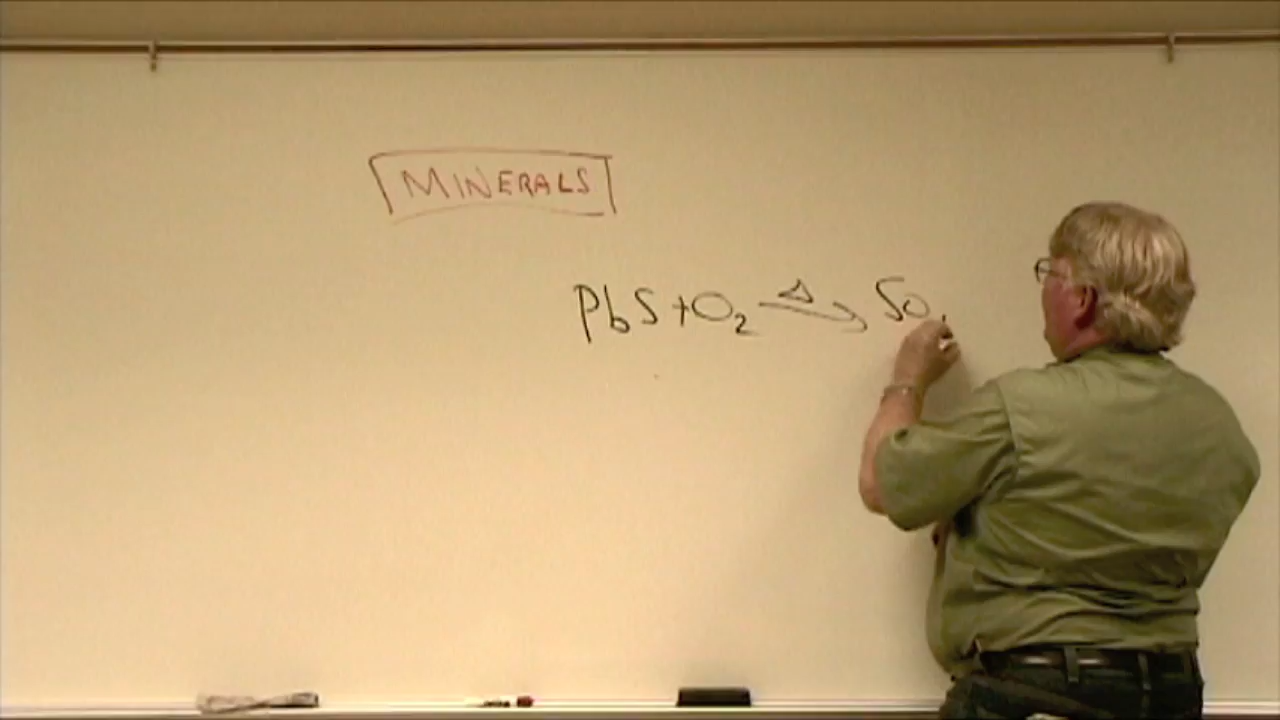 MINERALS
PbS + O₂ △→ SO